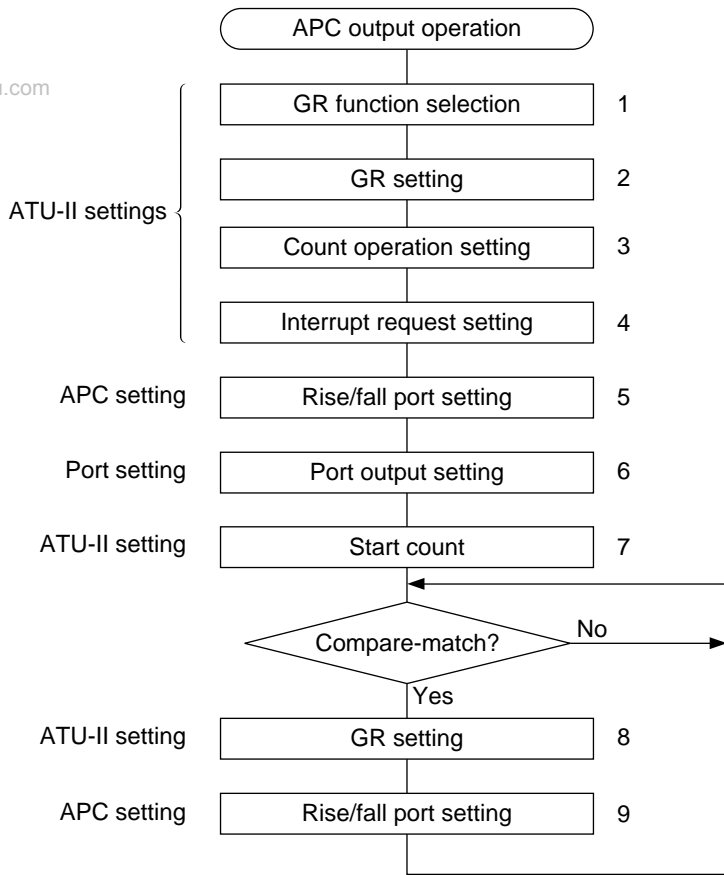 APC output operation
u.com
GR function selection 1
GR setting 2
ATU-II settings
Count operation setting 3
Interrupt request setting 4
APC setting Rise/fall port setting 5
Port setting Port output setting 6
ATU-II setting Start count 7
Compare-match? No
Yes
ATU-II setting GR setting 8
APC setting Rise/fall port setting 9